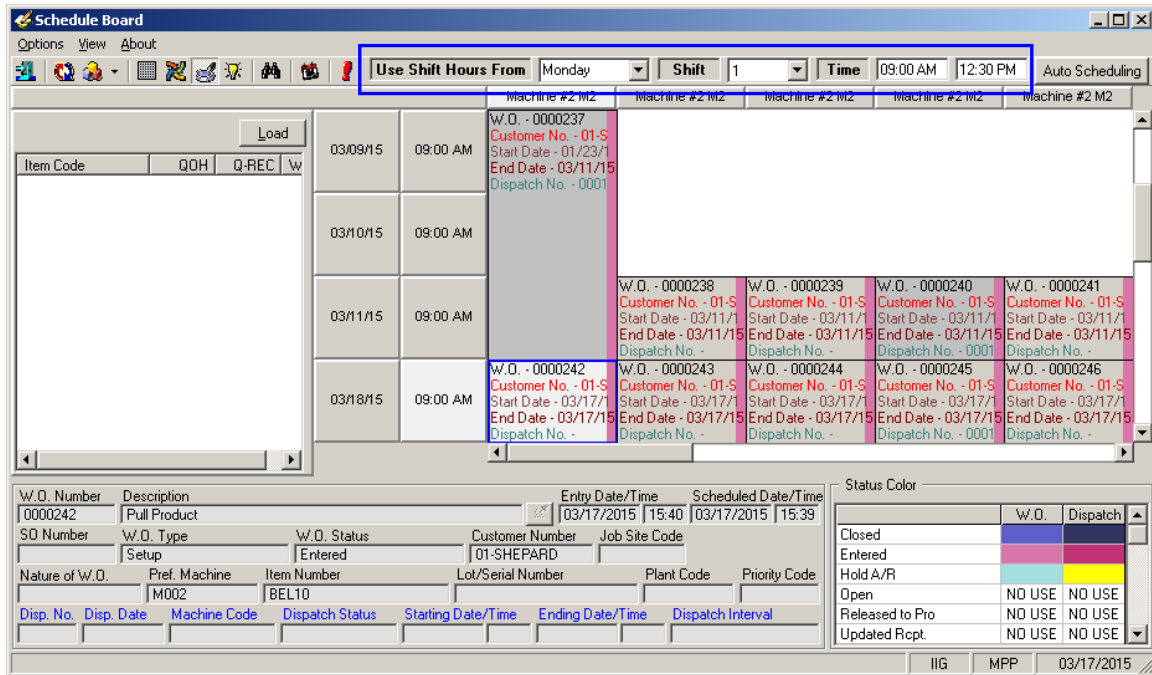 Schedule Board
Options View About
Use Shift Hours From Monday Shift 1 Time 09:00 AM 12:30 PM Auto Scheduling
Machine #2 M2 Machine #2 M2 Machine #2 M2 Machine #2 M2 Machine #2 M2
Load
Item Code QOH Q-REC W
03/09/15 09:00 AM
W.O. - 0000237
Customer No. - 01-S
Start Date - 01/23/1
End Date - 03/11/15
Dispatch No. - 0001
03/10/15 09:00 AM
03/11/15 09:00 AM
W.O. - 0000238 W.O. - 0000239 W.O. - 0000240 W.O. - 0000241
Customer No. - 01-S Customer No. - 01-S Customer No. - 01-S Customer No. - 01-S
Start Date - 03/11/1 Start Date - 03/11/1 Start Date - 03/11/1 Start Date - 03/11/15
End Date - 03/11/15 End Date - 03/11/15 End Date - 03/11/15 End Date - 03/11/15
Dispatch No. - Dispatch No. - Dispatch No. - 0001 Dispatch No. -
03/18/15 09:00 AM
W.O. - 0000242 W.O. - 0000243 W.O. - 0000244 W.O. - 0000245 W.O. - 0000246
Customer No. - 01-S Customer No. - 01-S Customer No. - 01-S Customer No. - 01-S Customer No. - 01-S
Start Date - 03/17/1 Start Date - 03/17/1 Start Date - 03/17/1 Start Date - 03/17/1 Start Date - 03/17/1
End Date - 03/17/15 End Date - 03/17/15 End Date - 03/17/15 End Date - 03/17/15 End Date - 03/17/15
Dispatch No. - Dispatch No. - Dispatch No. - Dispatch No. - 0001 Dispatch No. -
W.O. Number Description Entry Date/Time Scheduled Date/Time
0000242 Pull Product 03/17/2015 15:40 03/17/2015 15:39
SO Number W.O. Type W.O. Status Customer Number Job Site Code
Setup Entered 01-SHEPARD
Nature of W.O. Pref. Machine Item Number Lot/Serial Number Plant Code Priority Code
M002 BEL10
Disp. No. Disp. Date Machine Code Dispatch Status Starting Date/Time Ending Date/Time Dispatch Interval
Status Color
W.O. Dispatch
Closed
Entered
Hold A/R
Open NO USE NO USE
Released to Pro NO USE NO USE
Updated Rcpt. NO USE NO USE
IIG MPP 03/17/2015